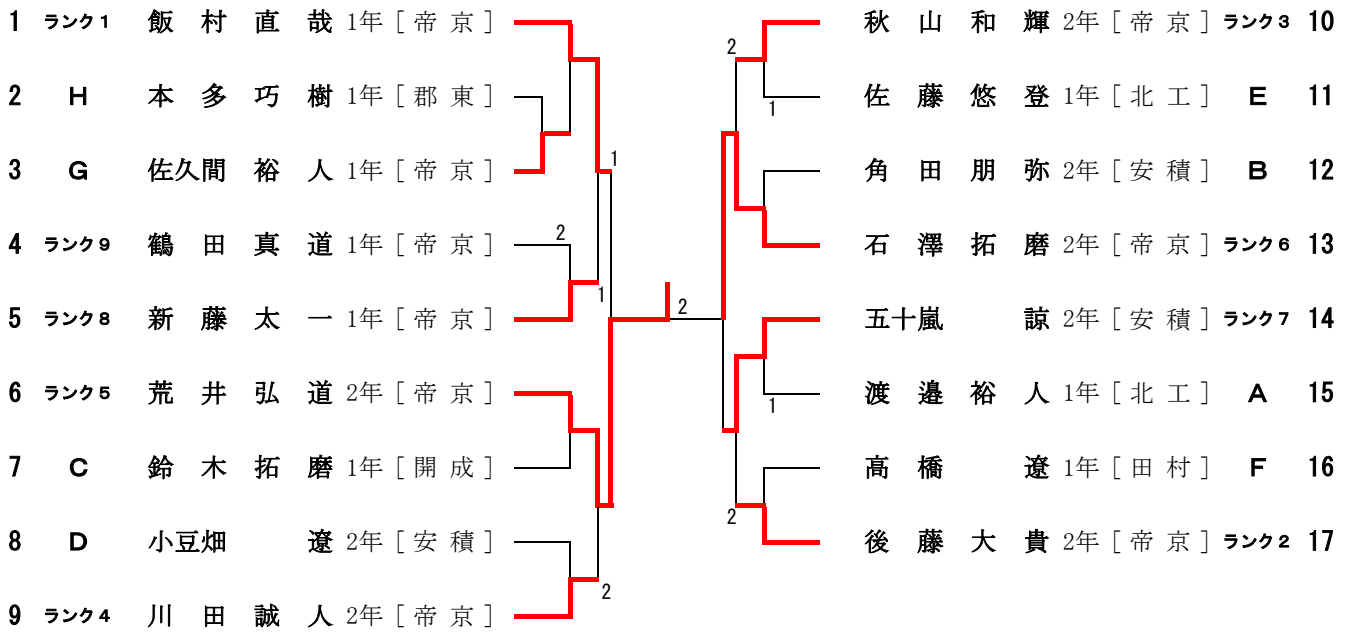 1 ランク1 飯村直哉 1年 [帝京]
2 H 本多巧樹 1年 [郡東]
3 G 佐久間裕人 1年 [帝京]
4 ランク9 鶴田真道 1年 [帝京]
5 ランク8 新藤太一 1年 [帝京]
6 ランク5 荒井弘道 2年 [帝京]
7 C 鈴木拓磨 1年 [開成]
8 D 小豆畑遼 2年 [安積]
9 ランク4 川田誠人 2年 [帝京]
1
2
1
2
2
2
1
1
2
秋山和輝 2年 [帝京] ランク3 10
佐藤悠登 1年 [北工] E 11
角田朋弥 2年 [安積] B 12
石澤拓磨 2年 [帝京] ランク6 13
五十嵐諒 2年 [安積] ランク7 14
渡邉裕人 1年 [北工] A 15
高橋遼 1年 [田村] F 16
後藤大貴 2年 [帝京] ランク2 17